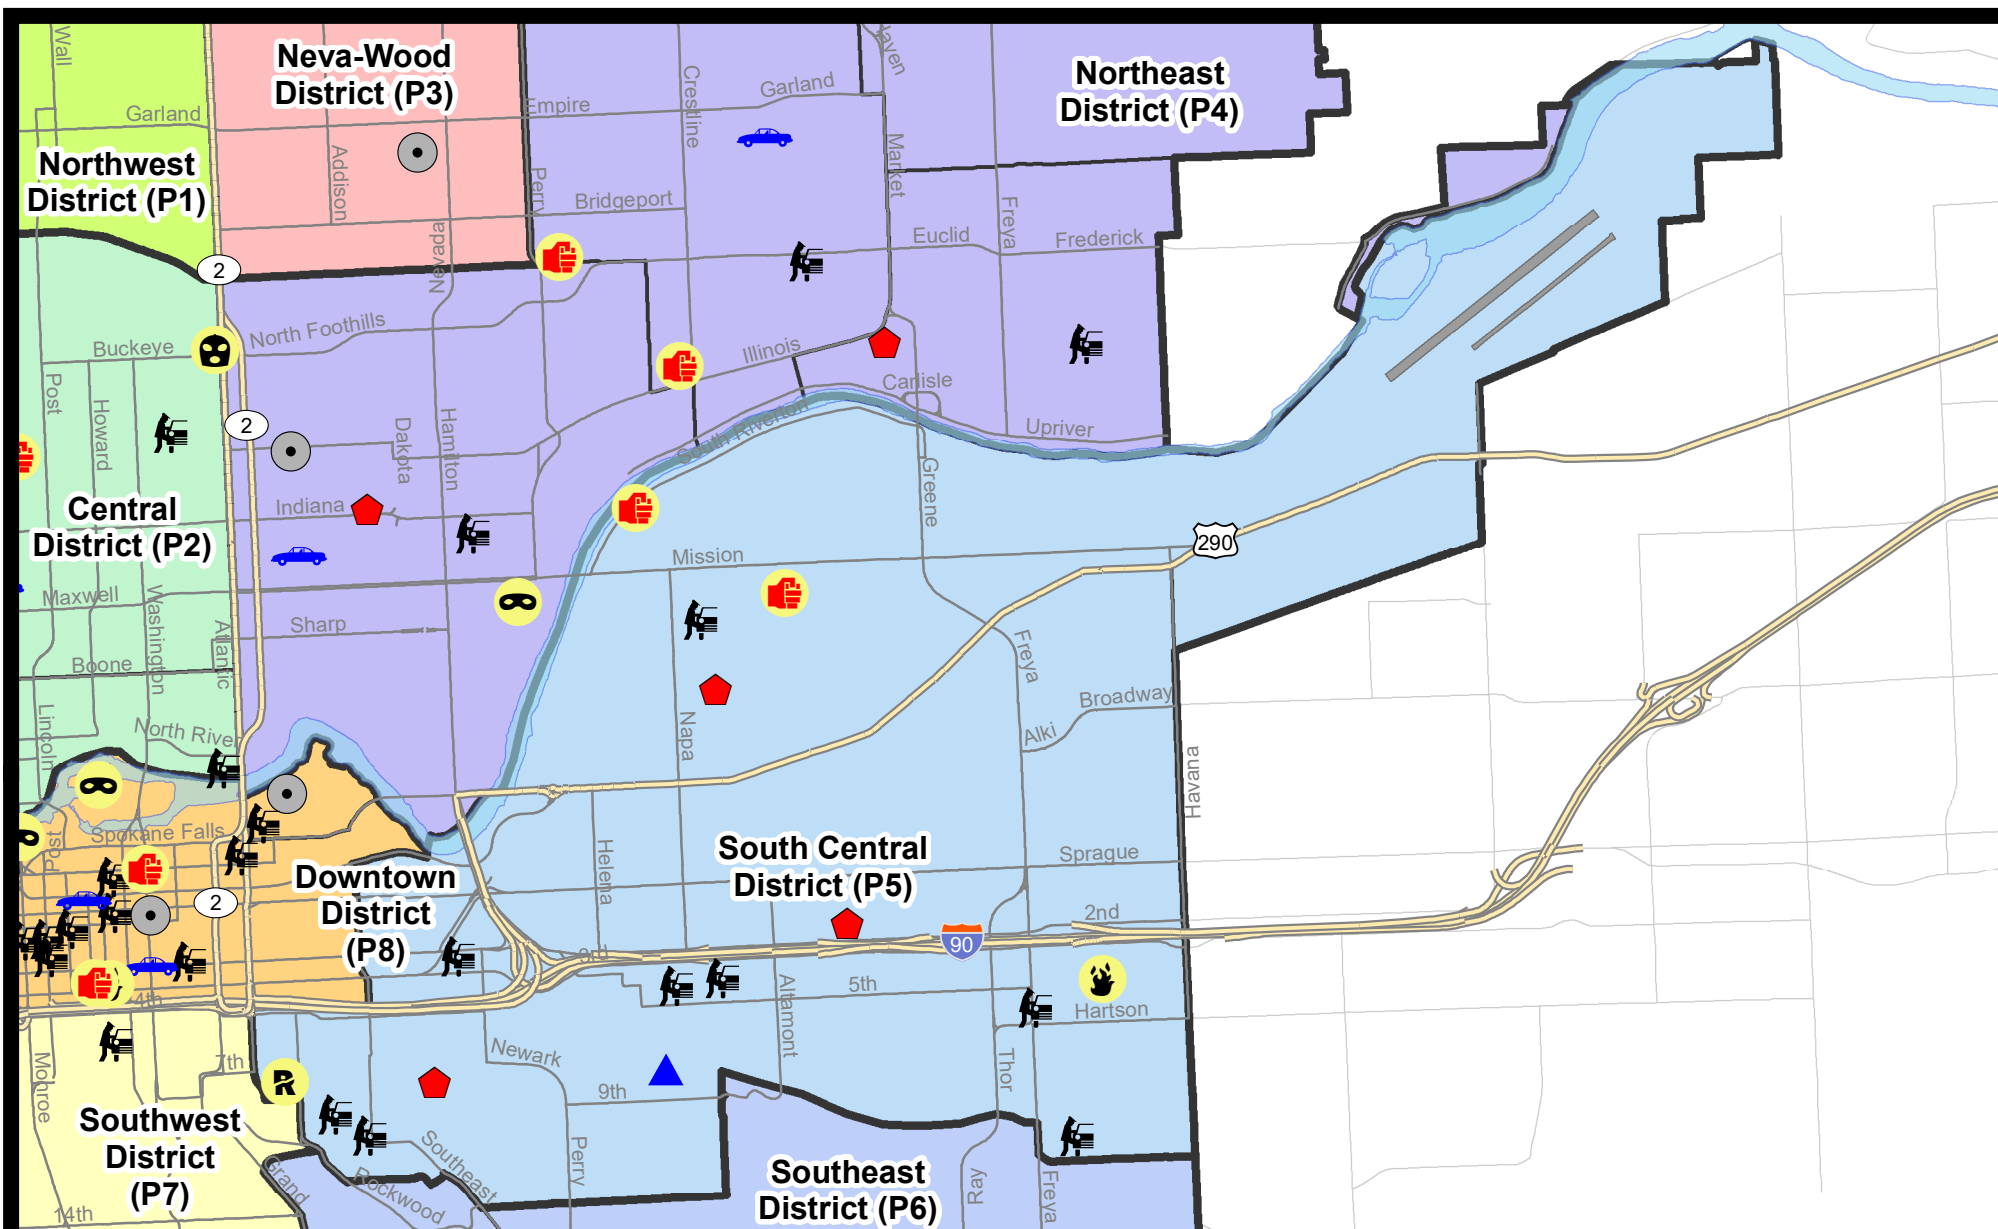 Wall
Neva-Wood
District (P3)
Crestline
Haven
Garland
Northeast
District (P4)
Garland
Empire
Northwest
District (P1)
Addison
Perry
Market
Bridgeport
Freya
Euclid
Frederick
Nevada
2
North Foothills
Buckeye
Illinois
Post
Howard
Carlisle
2
Dakota
Hamilton
South Riverton
Upriver
Greene
Central
District (P2)
Indiana
290
Mission
Maxwell
Washington
Sharp
Atlantic
Freya
Boone
Broadway
Lincoln
North River
Napa
Alki
Havana
Post
Spokane Falls
Helena
South Central
District (P5)
Sprague
Downtown
District
(P8)
2
2nd
90
3rd
4th
Altamont
5th
Hartson
Monroe
7th
R
Newark
9th
Thor
Southwest
District
(P7)
Southeast
Perry
Grand
Rockwood
Southeast
District (P6)
Ray
Freya
14th